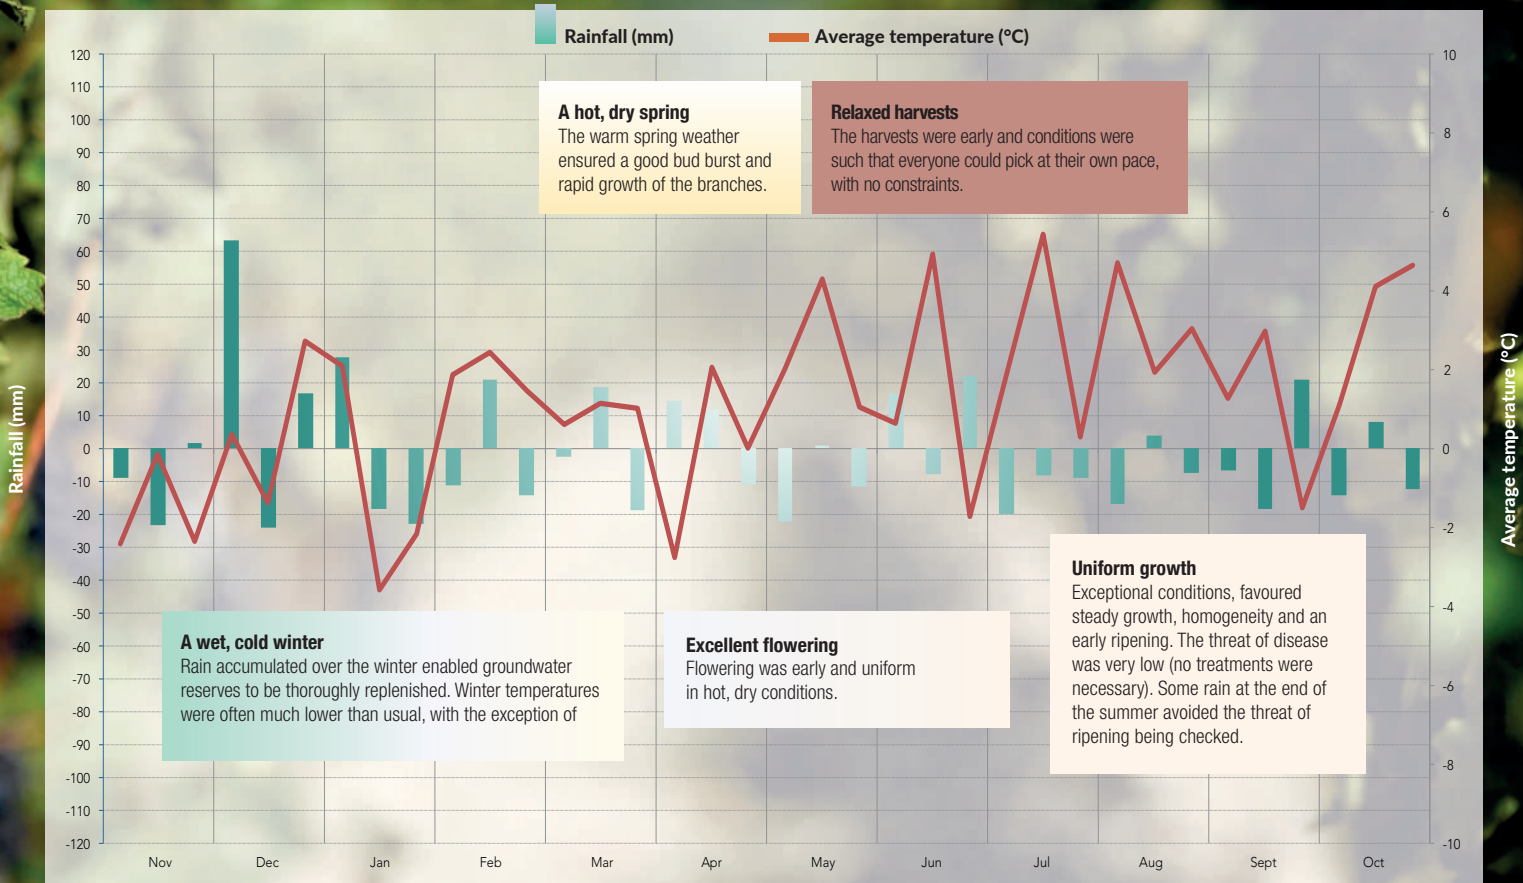 Rainfall (mm)
Average temperature (°C)
120
110
100
90
80
70
60
50
40
30
20
10
0
-10
-20
-30
-40
-50
-60
-70
-80
-90
-100
-110
-120
Rainfall (mm)
A hot, dry spring
The warm spring weather
ensured a good bud burst and
rapid growth of the branches.
Relaxed harvests
The harvests were early and conditions were
such that everyone could pick at their own pace,
with no constraints.
A wet, cold winter
Rain accumulated over the winter enabled groundwater
reserves to be thoroughly replenished. Winter temperatures
were often much lower than usual, with the exception of
Excellent flowering
Flowering was early and uniform
in hot, dry conditions.
Uniform growth
Exceptional conditions, favoured
steady growth, homogeneity and an
early ripening. The threat of disease
was very low (no treatments were
necessary). Some rain at the end of
the summer avoided the threat of
ripening being checked.
10
8
6
4
2
0
-2
-4
-6
-8
-10
Average temperature (°C)
Nov Dec Jan Feb Mar Apr May Jun Jul Aug Sept Oct